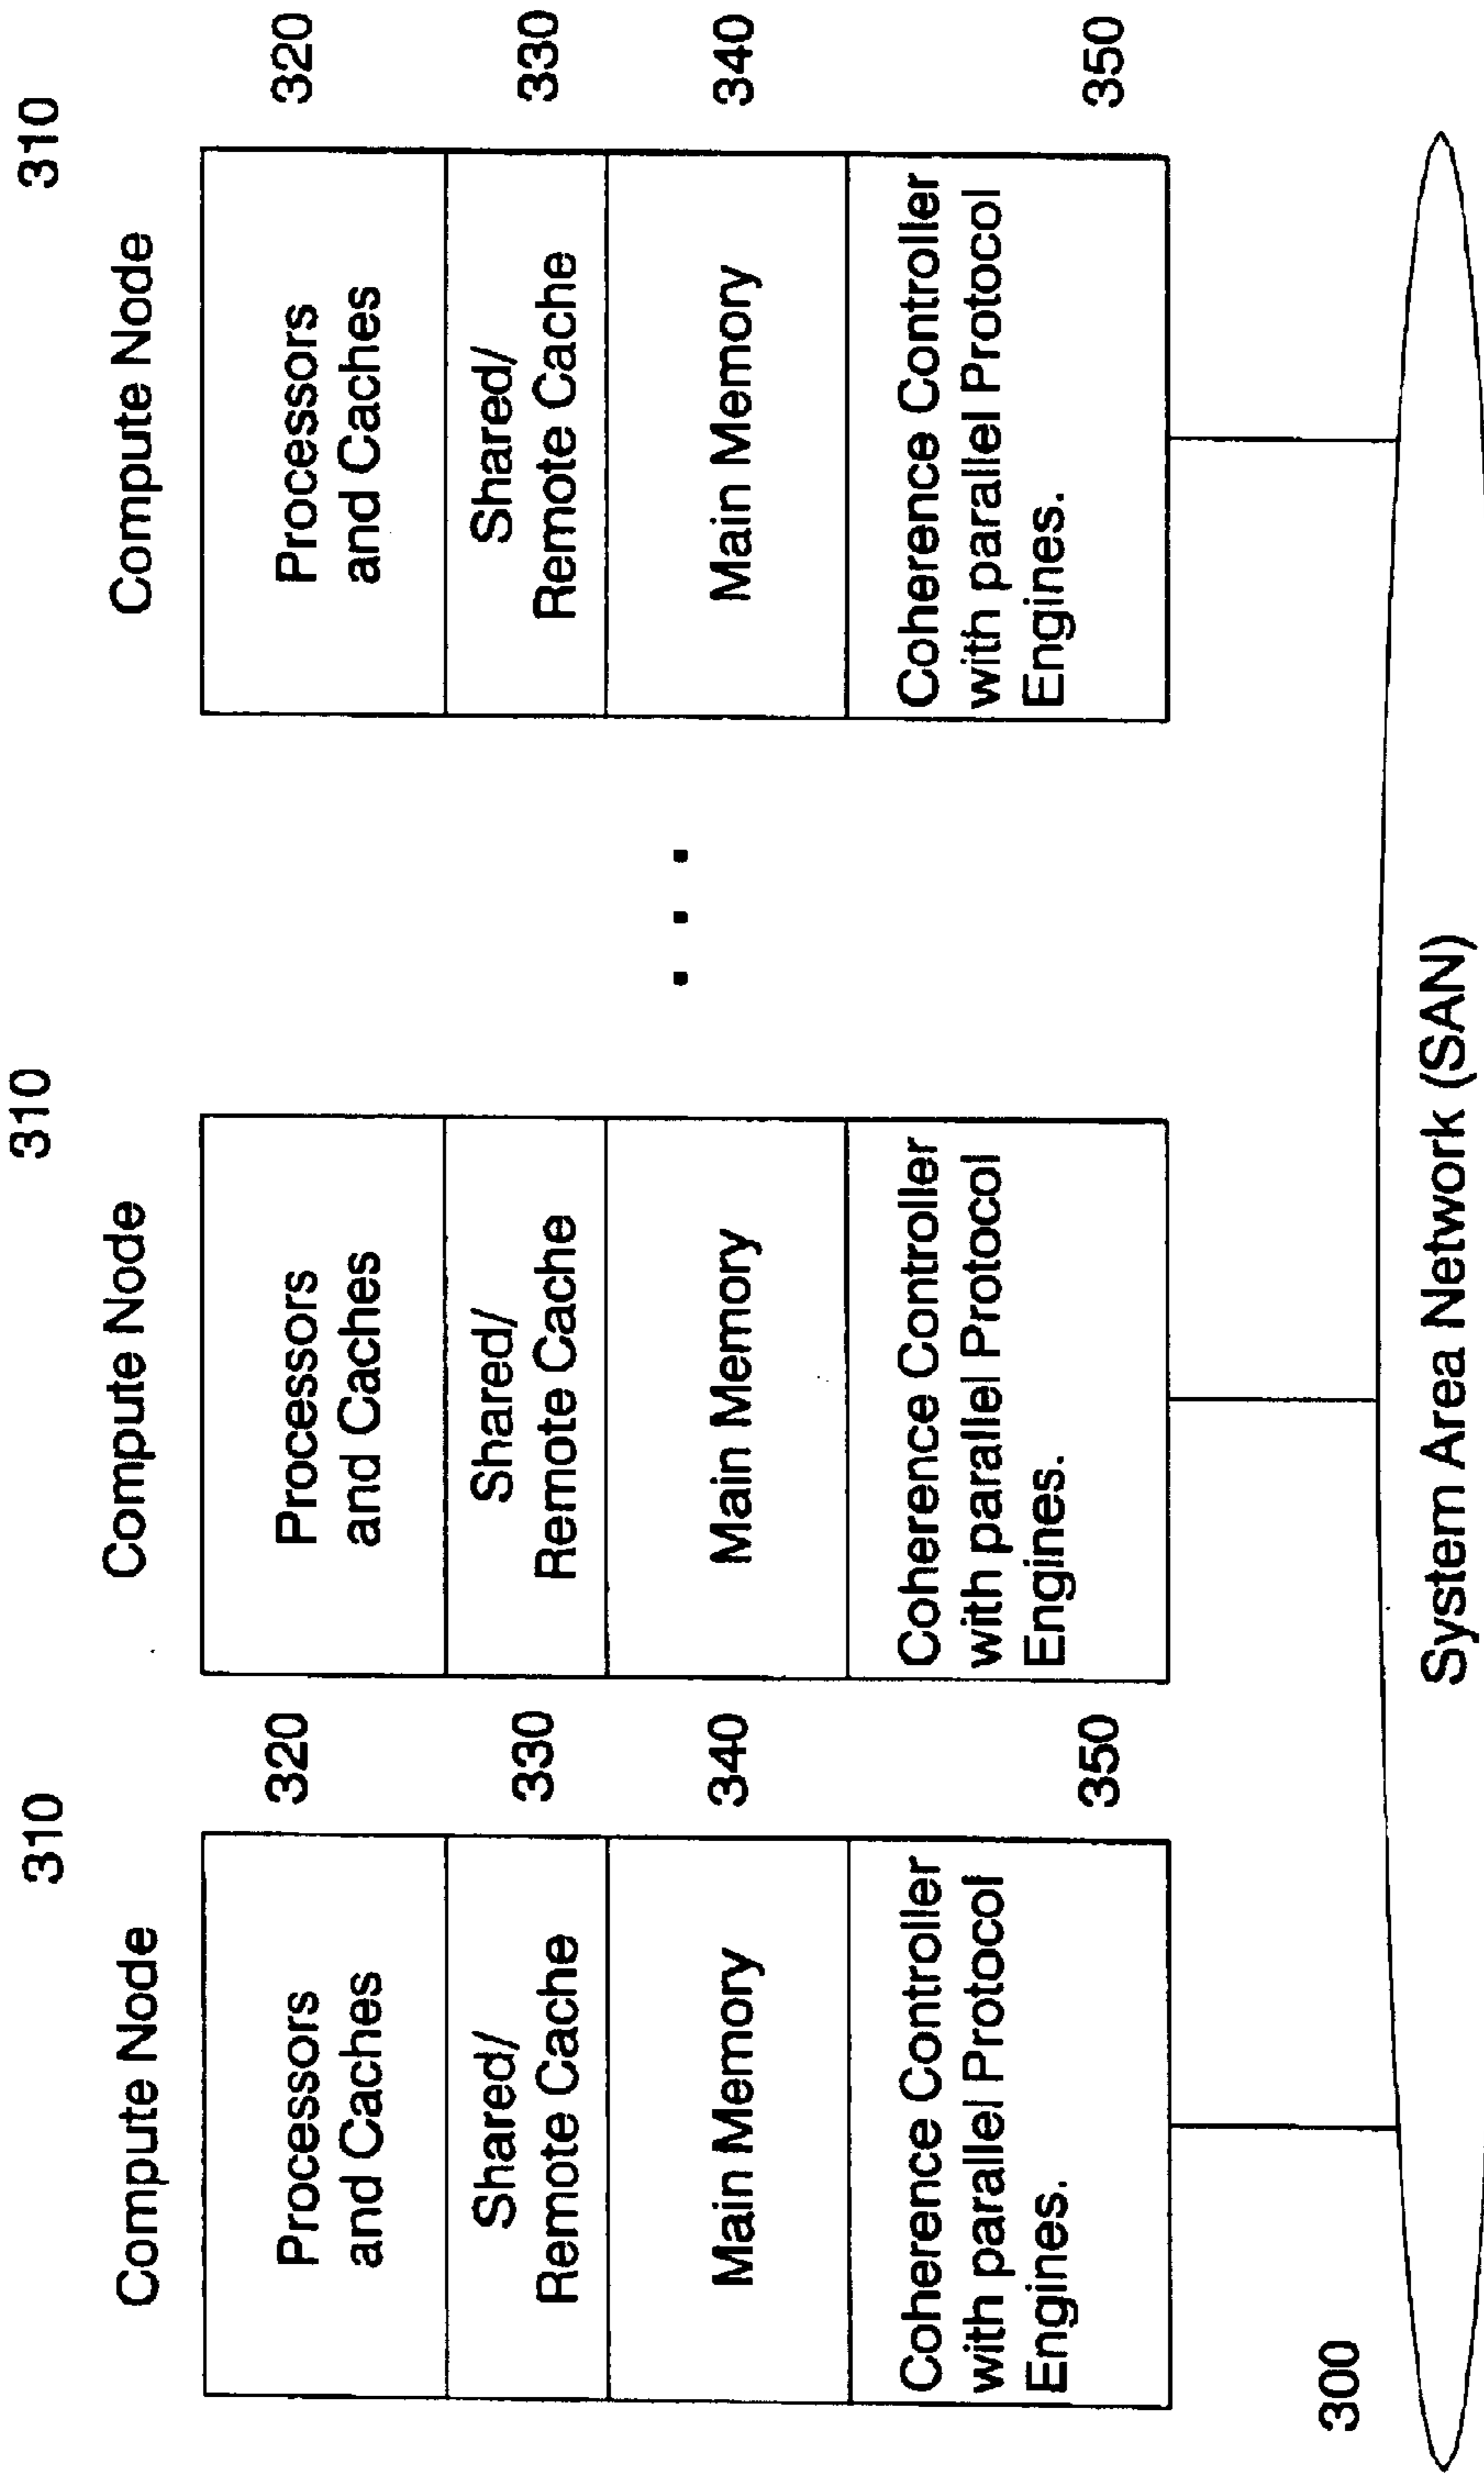 310
310
310
Compute Node
Compute Node
Compute Node
Processors
and Caches
320
Processors
and Caches
Processors
and Caches
320
Shared/
Remote Cache
330
Shared/
Remote Cache
Shared/
Remote Cache
330
Main Memory
340
Main Memory
Main Memory
340
Coherence Controller
with parallel Protocol
Engines.
350
Coherence Controller
with parallel Protocol
Engines.
Coherence Controller
with parallel Protocol
Engines.
350
300
System Area Network (SAN)